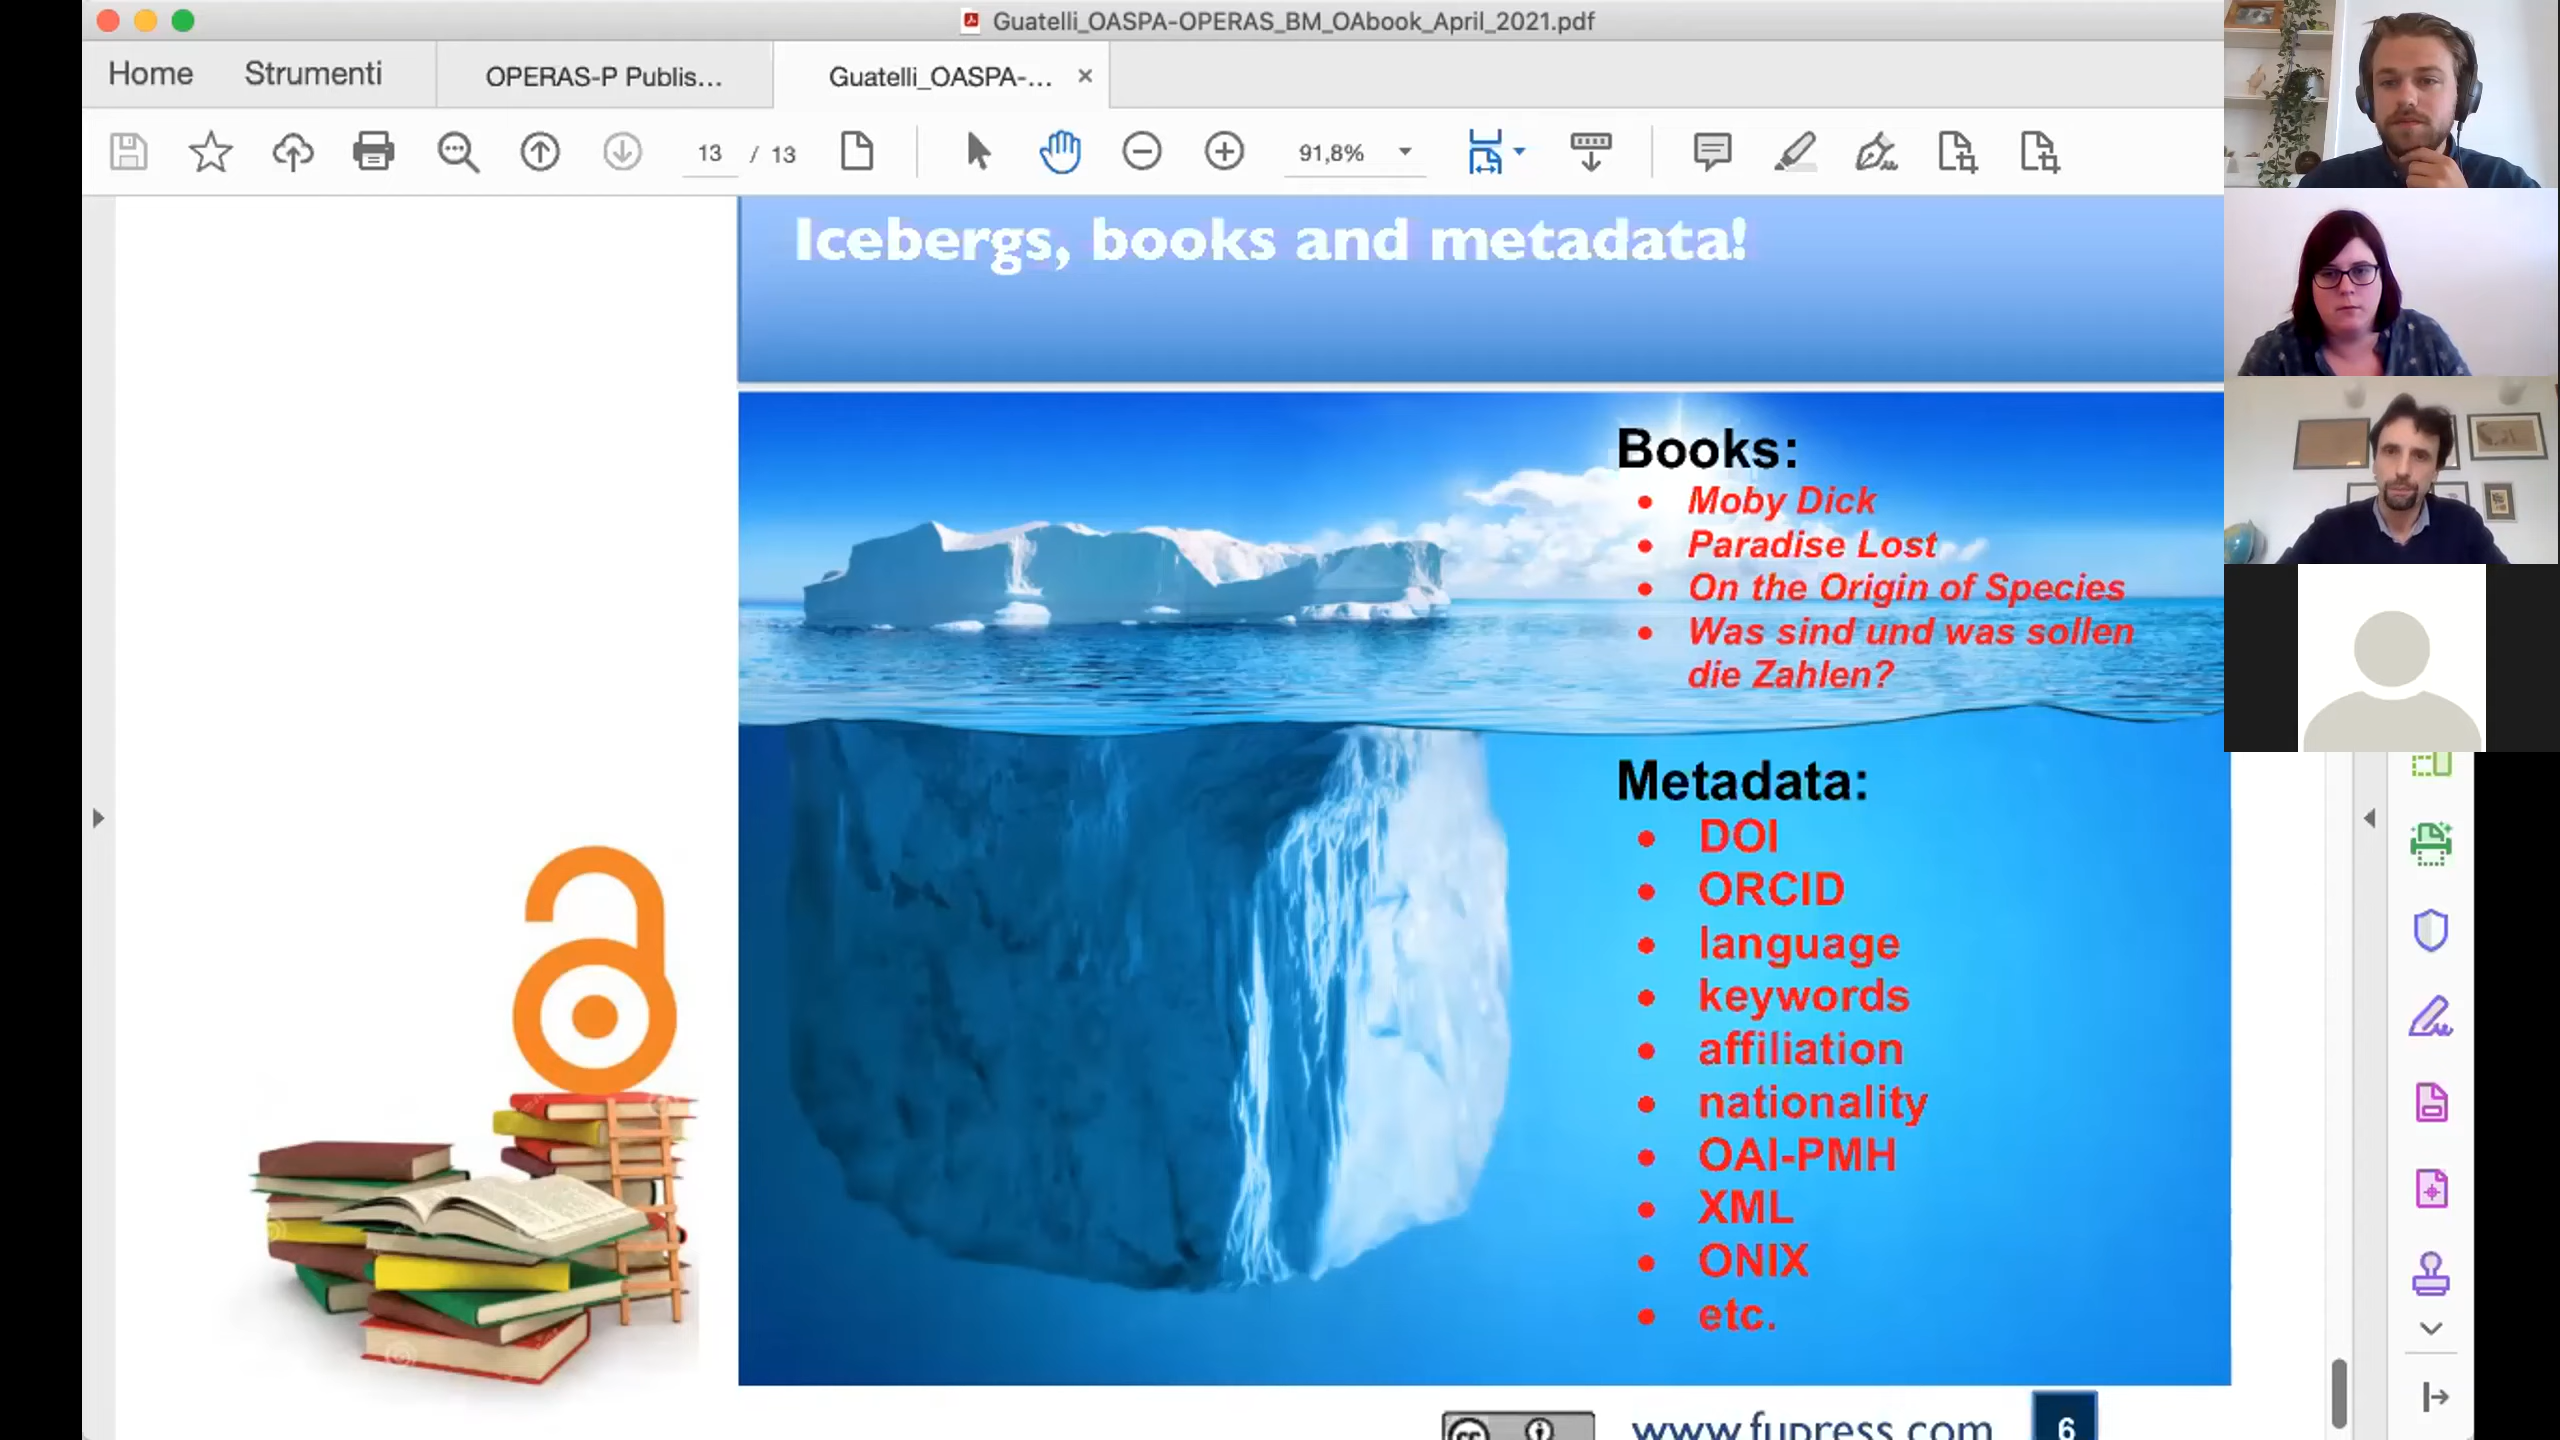 Guatelli_OASPA-OPERAS_BM_OAbook_April_2021.pdf
Home Strumenti OPERAS-P Publis... Guatelli_OASPA-...
13 / 13 91,8%
Icebergs, books and metadata!
Books:
Moby Dick
Paradise Lost
On the Origin of Species
Was sind und was sollen
die Zahlen?
Metadata:
DOI
ORCID
language
keywords
affiliation
nationality
OAI-PMH
XML
ONIX
etc.
cc www.fupress.com 6